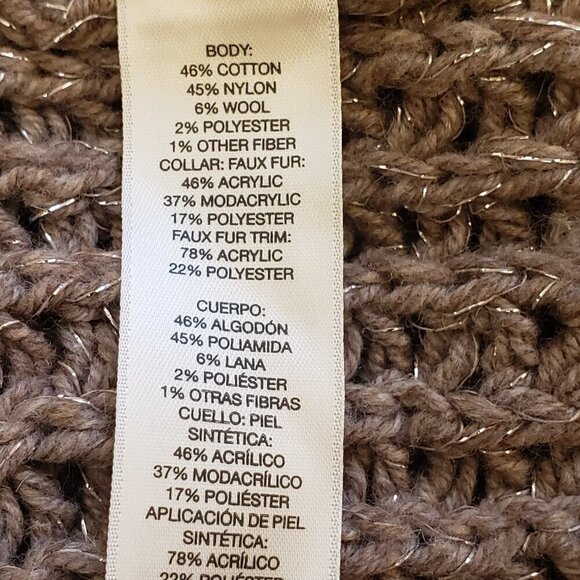 BODY:
46% COTTON
45% NYLON
6% WOOL
2% POLYESTER
1% OTHER FIBER
COLLAR: FAUX FUR:
46% ACRYLIC
37% MODACRYLIC
17% POLYESTER
FAUX FUR TRIM:
78% ACRYLIC
22% POLYESTER
CUERPO:
46% ALGODÓN
45% POLIAMIDA
6% LANA
2% POLIÉSTER
1% OTRAS FIBRAS
CUELLO: PIEL
SINTÉTICA:
46% ACRÍLICO
37% MODACRÍLICO
17% POLIÉSTER
APLICACIÓN DE PIEL
SINTÉTICA:
78% ACRÍLICO
22% POLIÉSTER